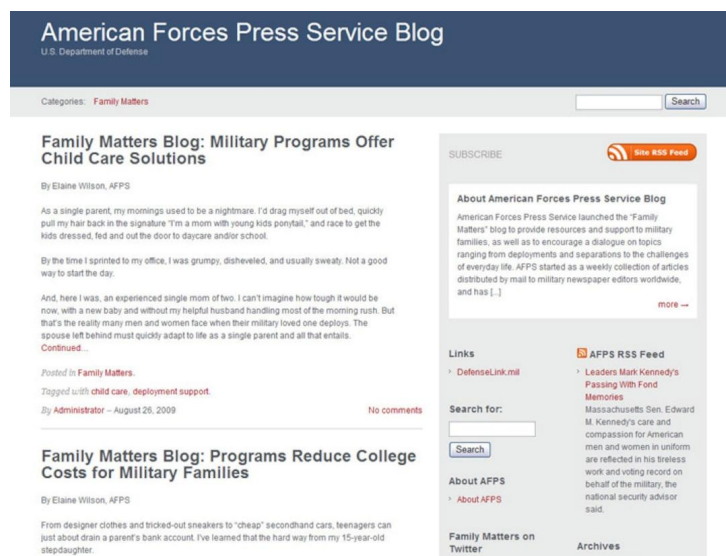 American Forces Press Service Blog
U.S. Department of Defense
Categories: Family Matters
Search
Family Matters Blog: Military Programs Offer
Child Care Solutions
By Elaine Wilson, AFPS
As a single parent, my mornings used to be a nightmare. I'd drag myself out of bed, quickly
pull my hair back in the signature "I'm a mom with young kids ponytail," and race to get the
kids dressed, fed and out the door to daycare and/or school.
By the time I sprinted to my office, I was grumpy, disheveled, and usually sweaty. Not a good
way to start the day.
And, here I was, an experienced single mom of two. I can't imagine how tough it would be
now, with a new baby and without my helpful husband handling most of the morning rush. But
that's the reality many men and women face when their military loved one deploys. The
spouse left behind must quickly adapt to life as a single parent and all that entails.
Continued...
Posted in Family Matters.
Tagged with child care, deployment support.
By Administrator – August 26, 2009
No comments
Family Matters Blog: Programs Reduce College
Costs for Military Families
By Elaine Wilson, AFPS
From designer clothes and tricked-out sneakers to "cheap" secondhand cars, teenagers can
just about drain a parent's bank account. I've learned that the hard way from my 15-year-old
stepdaughter.
SUBSCRIBE
Site RSS Feed
About American Forces Press Service Blog
American Forces Press Service launched the "Family
Matters" blog to provide resources and support to military
families, as well as to encourage a dialogue on topics
ranging from deployments and separations to the challenges
of everyday life. AFPS started as a weekly collection of articles
distributed by mail to military newspaper editors worldwide,
and has [...]
more →
Links
DefenseLink.mil
Search for:
Search
About AFPS
About AFPS
Family Matters on
Twitter
AFPS RSS Feed
Leaders Mark Kennedy's
Passing With Fond
Memories
Massachusetts Sen. Edward
M. Kennedy's care and
compassion for American
men and women in uniform
are reflected in his tireless
work and voting record on
behalf of the military, the
national security advisor
said.
Archives